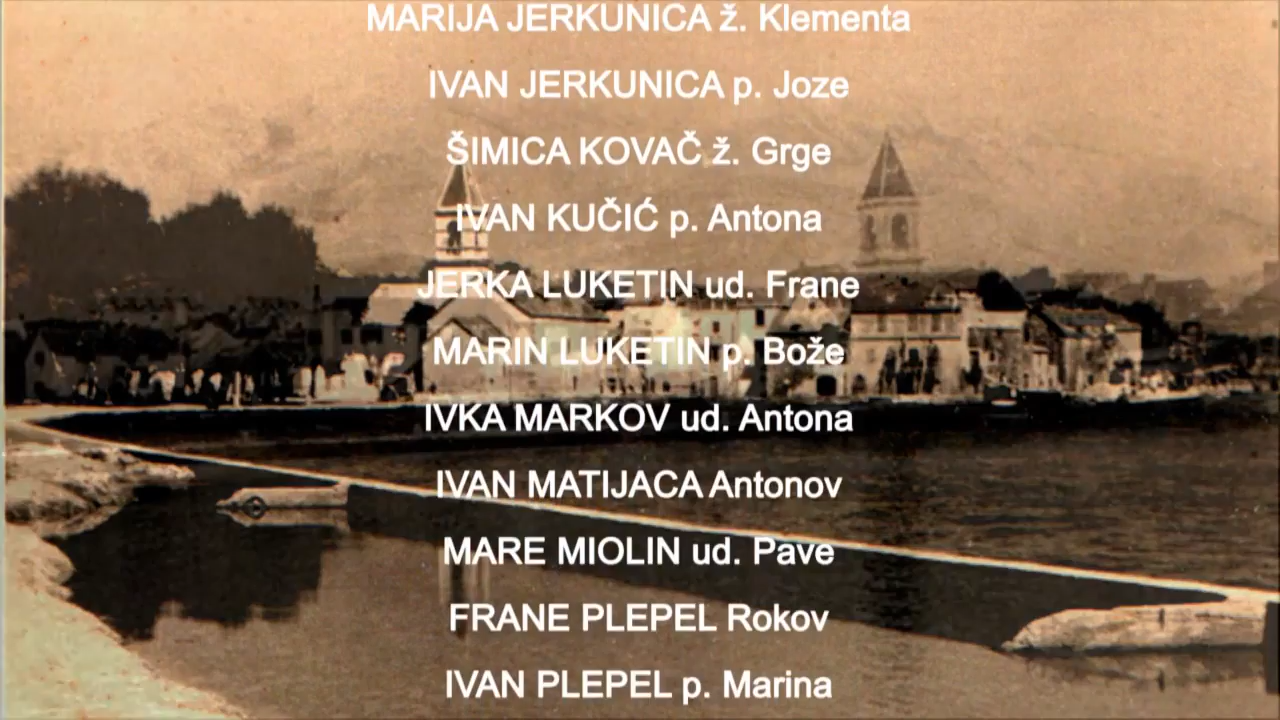 MARIJA JERKUNICA ž. Klementa
IVAN JERKUNICA p. Joze
ŠIMICA KOVAČ ž. Grge
IVAN KUČIĆ p. Antona
JERKA LUKETIN ud. Frane
MARIN LUKETIN p. Bože
IVKA MARKOV ud. Antona
IVAN MATIJACA Antonov
MARE MIOLIN ud. Pave
FRANE PLEPEL Rokov
IVAN PLEPEL p. Marina